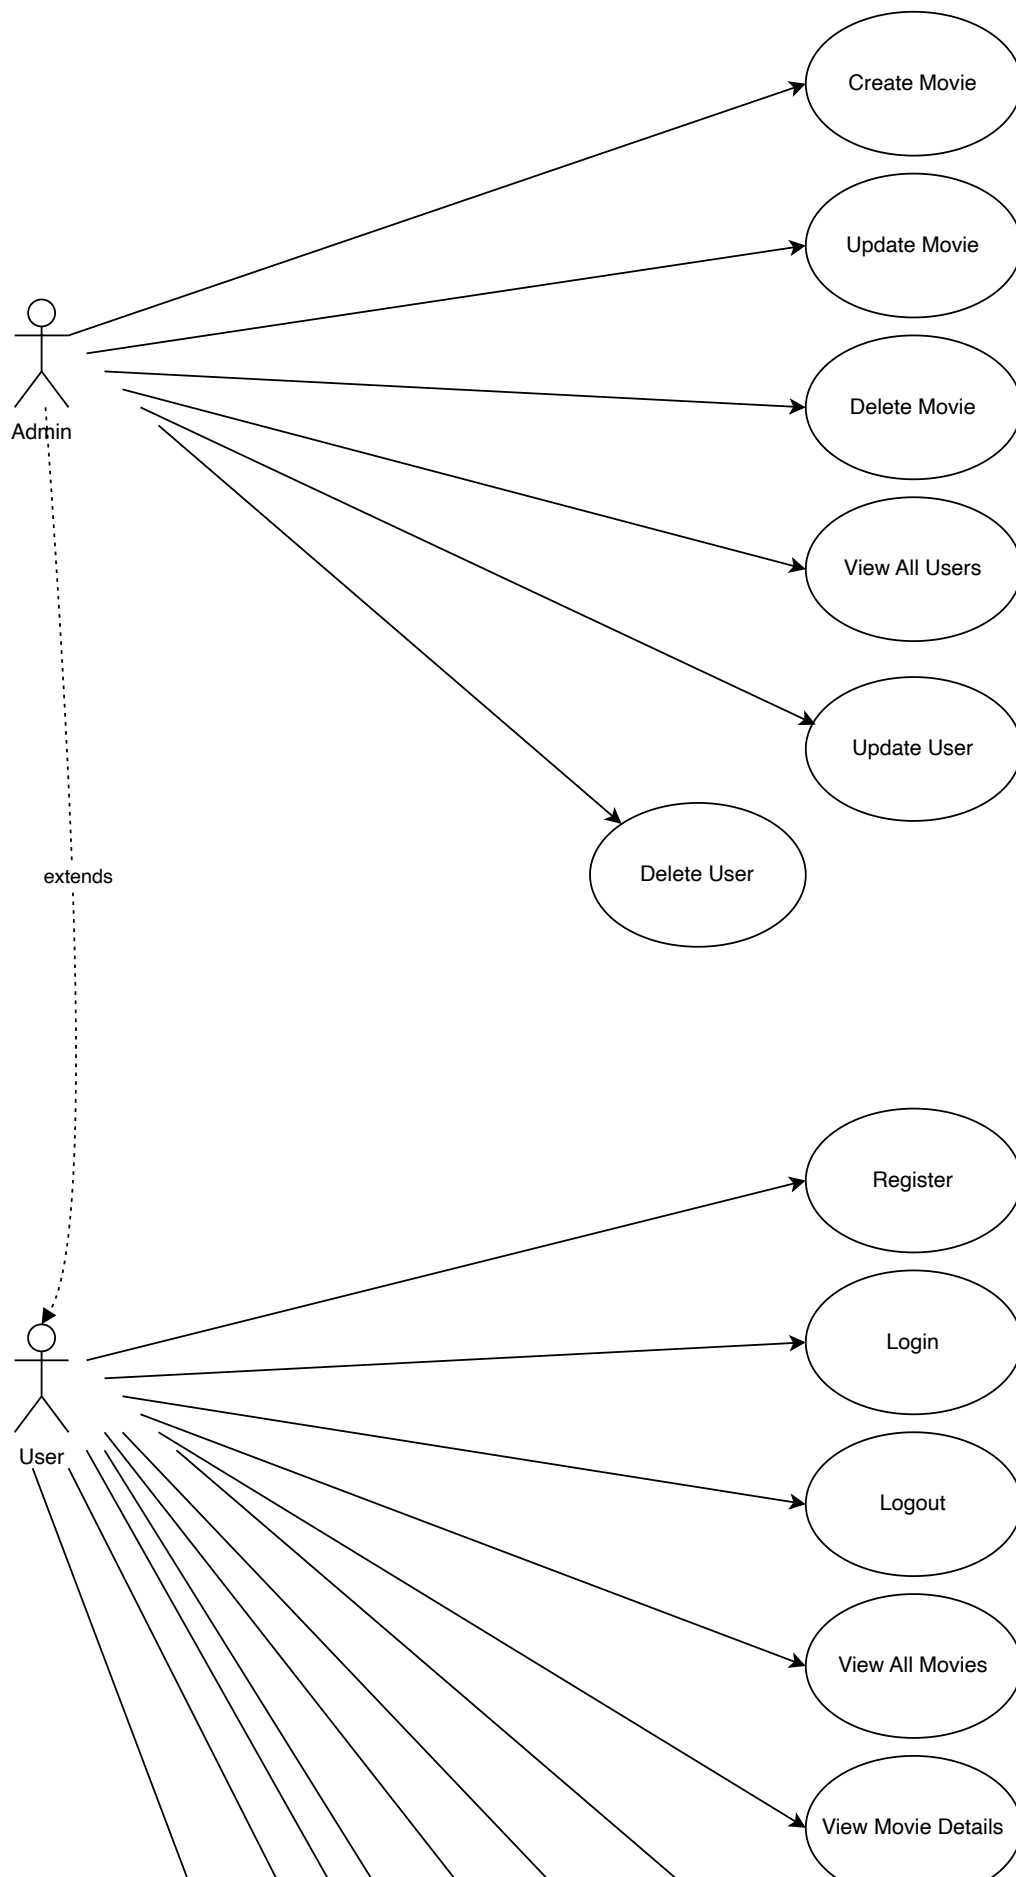 Create Movie
Update Movie
Delete Movie
Admin
View All Users
Update User
Delete User
extends
Register
Login
User
Logout
View All Movies
View Movie Details